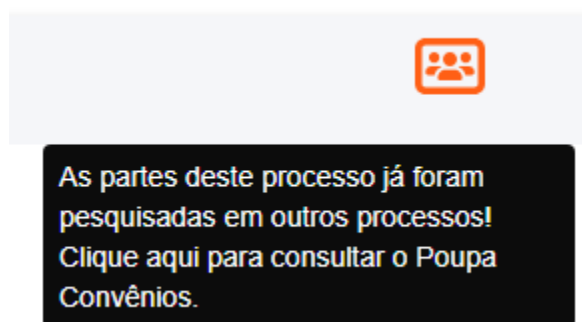 As partes deste processo já foram
pesquisadas em outros processos!
Clique aqui para consultar o Poupa
Convênios.